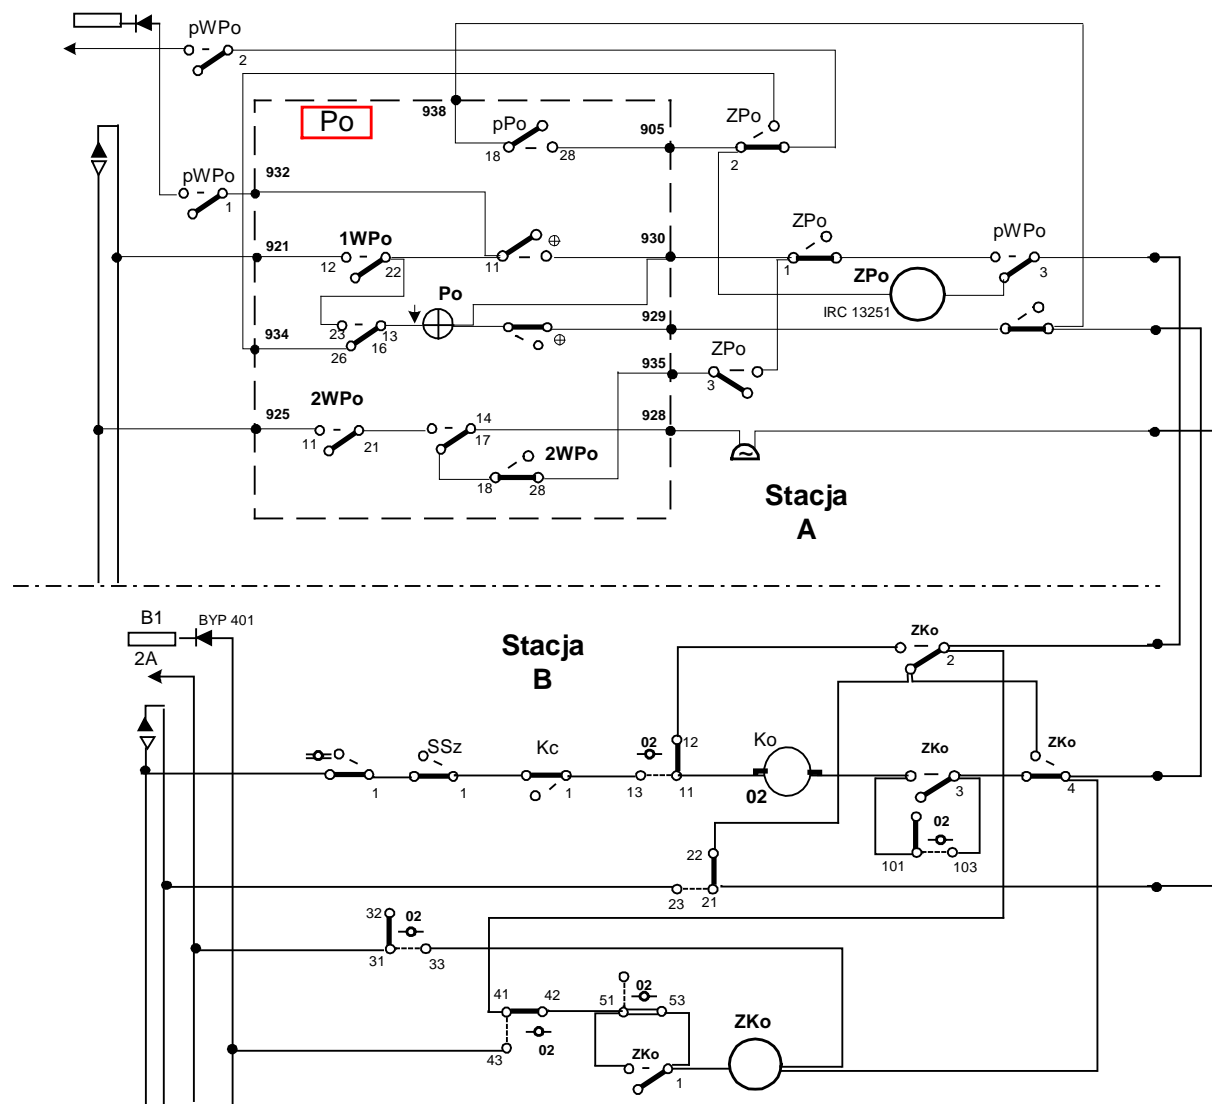 pWPo
2
938
Po
pPo
905
ZPo
18
28
2
932
pWPo
1
921
1WPo
12
22
11
930
ZPo
1
pWPo
3
ZPo
IRC 13251
Po
23
13
934
26
16
929
935
ZPo
3
2WPo
925
11
21
14
17
928
2WPo
18
28
Stacja
A
B1
BYP 401
2A
Stacja
B
ZKo
2
SSz
Kc
02
12
Ko
ZKo
ZKo
1
1
1
13
11
02
3
4
02
101
103
22
23
21
32
02
31
33
41
42
51
02
53
43
02
ZKo
1
ZKo